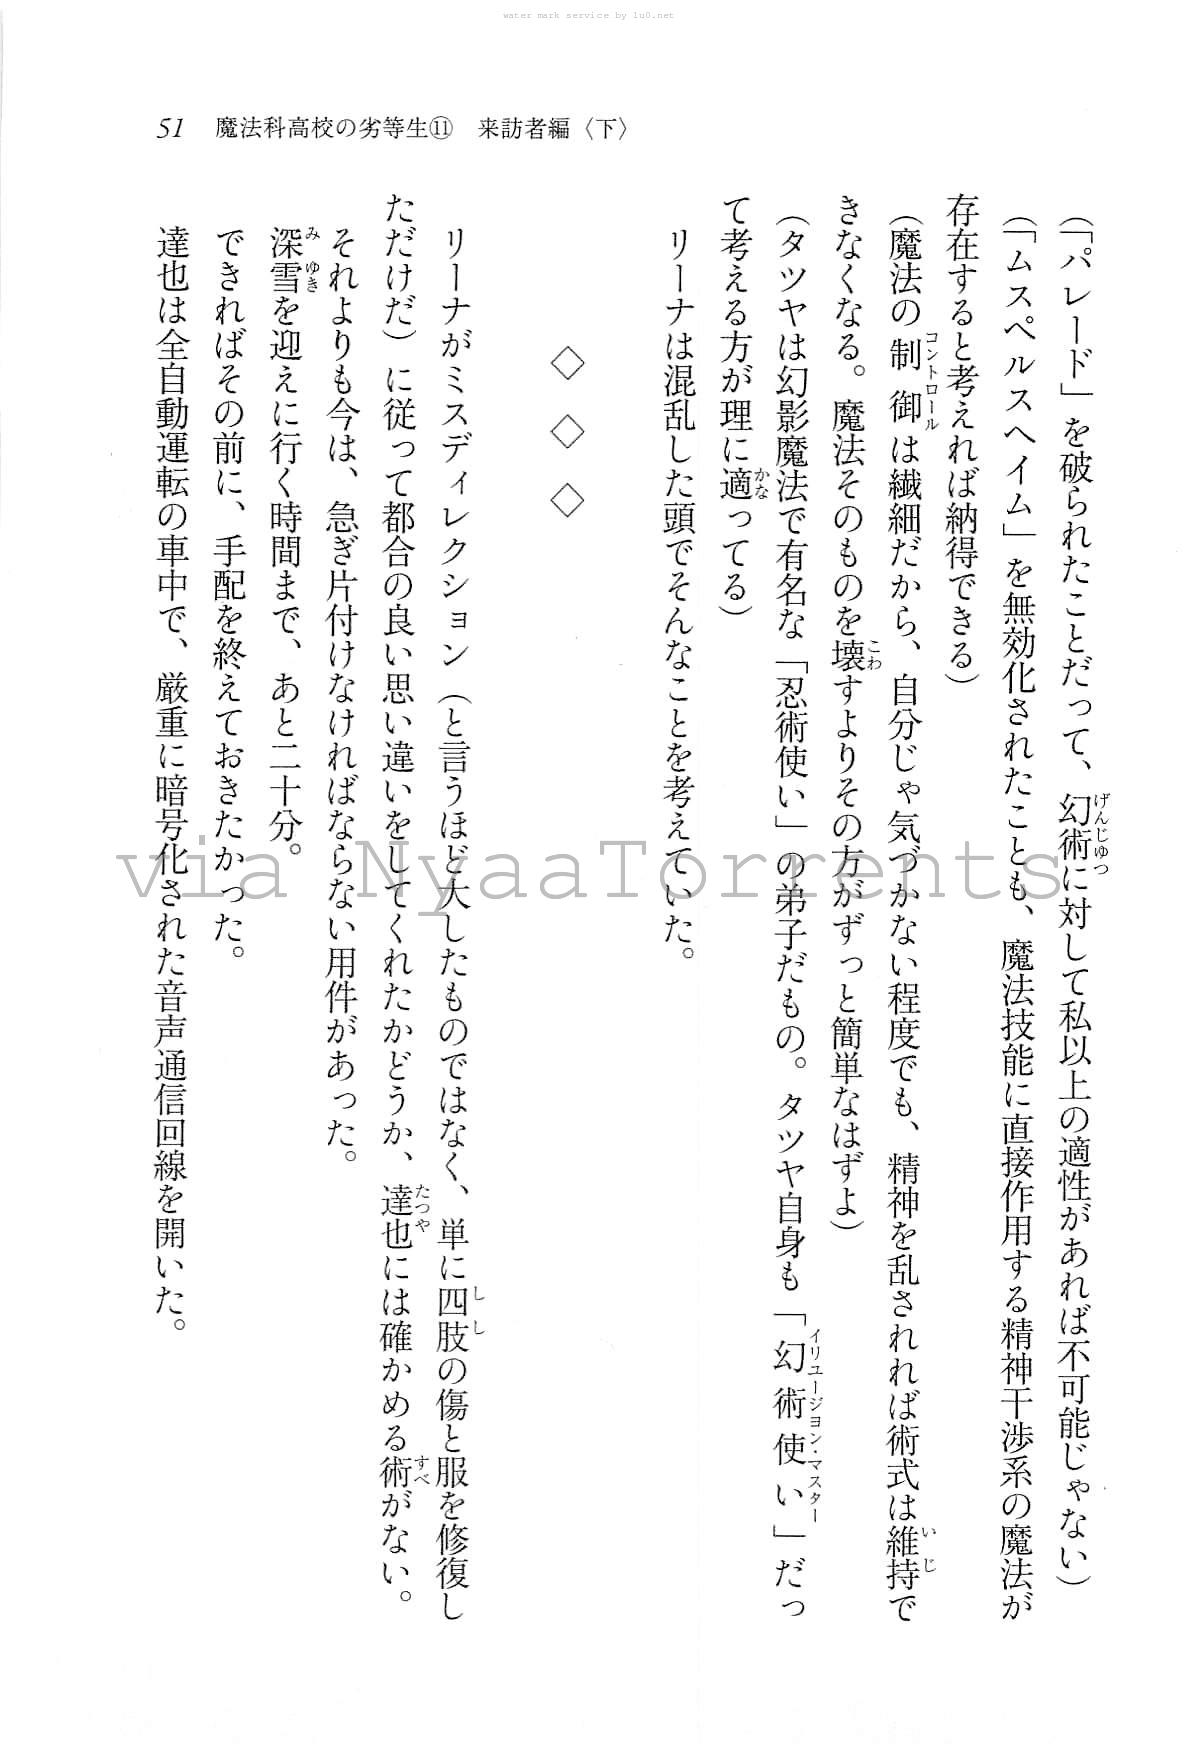 water mark service by lu0.net
51 魔法科高校の劣等生⑪ 来訪者編〈下〉
(「パレード」を破られたことだって、幻術に対して私以上の適性があれば不可能じゃない)
(「ムスペルスヘイム」を無効化されたことも、魔法技能に直接作用する精神干渉系の魔法が
存在すると考えれば納得できる)
(魔法の制御は繊細だから、自分じゃ気づかない程度でも、精神を乱されれば術式は維持で
きなくなる。魔法そのものを壊すよりその方がずっと簡単なはずよ)
(タツヤは幻影魔法で有名な「忍術使い」の弟子だもの。タツヤ自身も「幻術使い」だっ
て考える方が理に適ってる)
リーナは混乱した頭でそんなことを考えていた。
◇ ◇ ◇
リーナがミスディレクション(と言うほど大したものではなく、単に四肢の傷と服を修復し
ただけだ)に従って都合の良い思い違いをしてくれたかどうか、達也には確かめる術がない。
それよりも今は、急ぎ片付けなければならない用件があった。
深雪を迎えに行く時間まで、あと二十分。
できればその前に、手配を終えておきたかった。
達也は全自動運転の車中で、厳重に暗号化された音声通信回線を開いた。
via NyaaTorrents